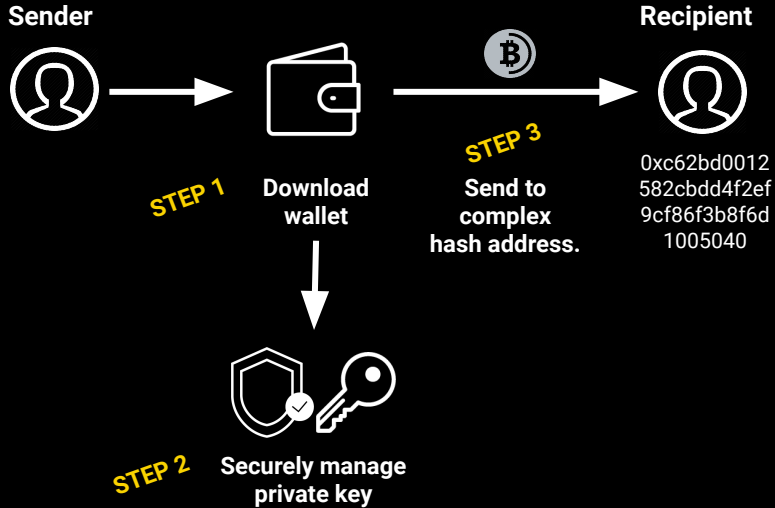 Sender
Recipient
STEP 1
Download
wallet
STEP 3
Send to
complex
hash address.
0xc62bd0012
582cbdd4f2ef
9cf86f3b8f6d
1005040
STEP 2
Securely manage
private key